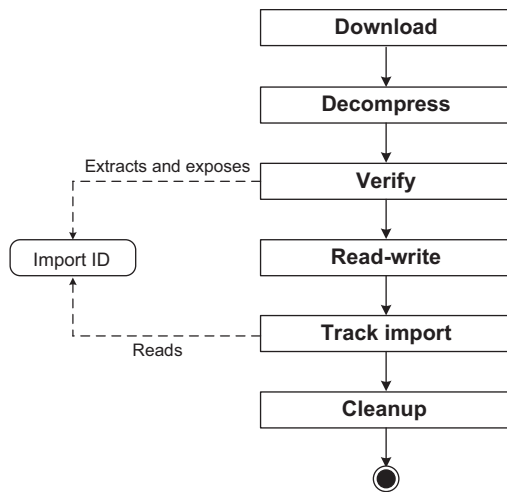 Download
Decompress
Extracts and exposes
Verify
Import ID
Read-write
Track import
Reads
Cleanup